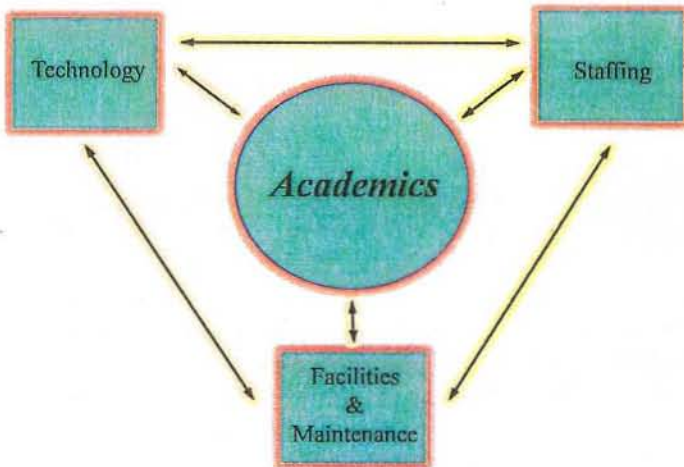 Technology
Staffing
Academics
Facilities
&
Maintenance